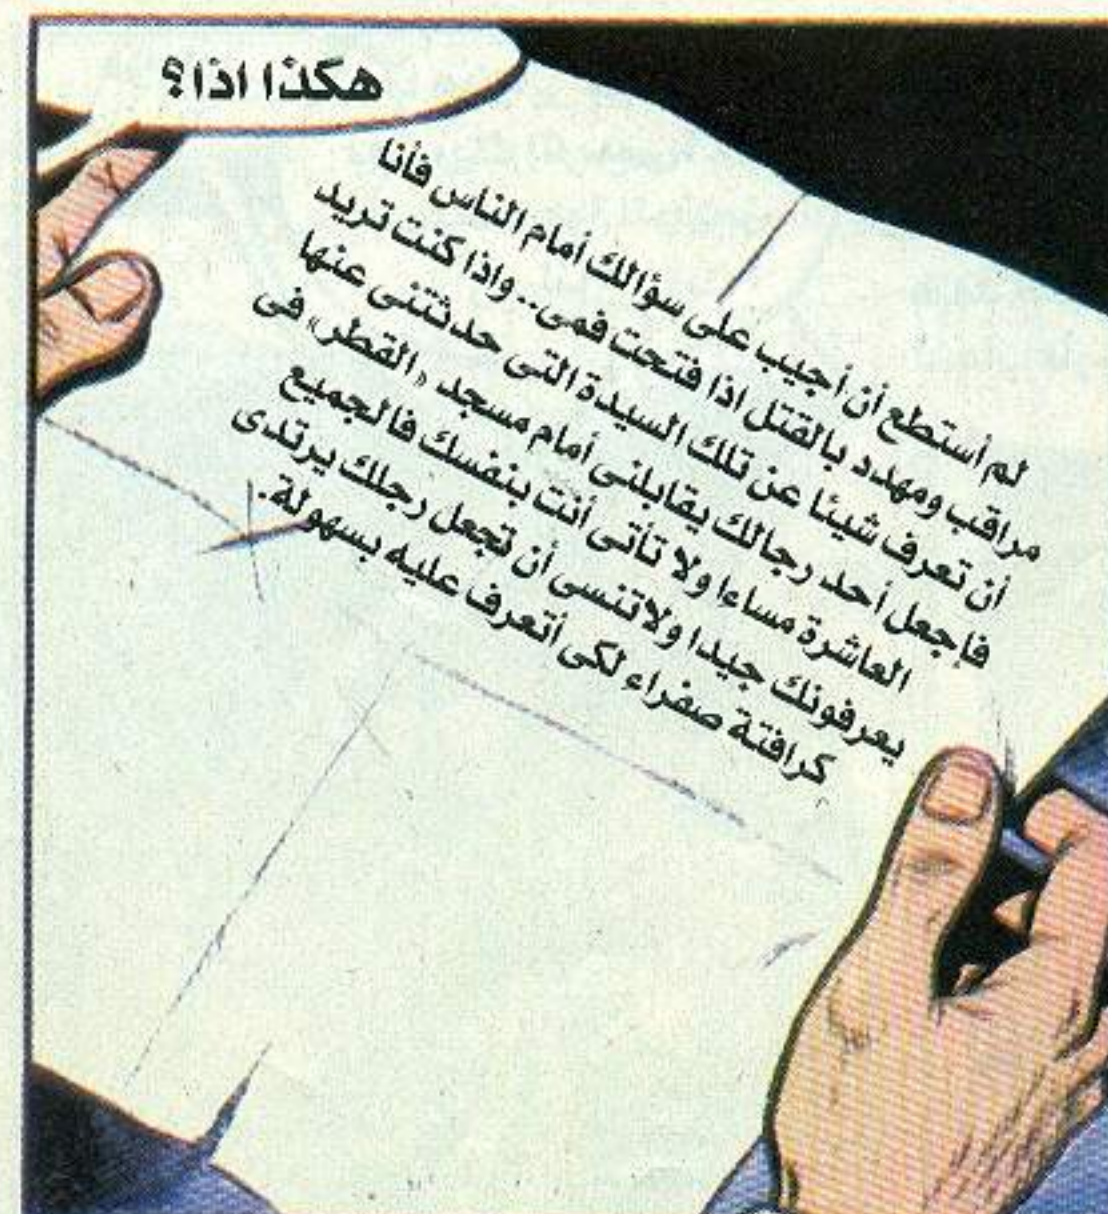 هكذا اذا؟
لم أستطع أن أجيب على سؤالك أمام الناس فأنا
مراقب ومهدد بالقتل اذا فتحت فمى.. واذا كنت تريد
أن تعرف شيئا عن تلك السيدة التى حدثتنى عنها
فاجعل أحد رجالك يقابلنى أمام مسجد «القطر» فى
العاشرة مساءا ولا تأتى أنت بنفسك فالجميع
يعرفونك جيدا ولاتنسى أن تجعل رجلك يرتدى
كرافتة صفراء لكى أتعرف عليه بسهولة.